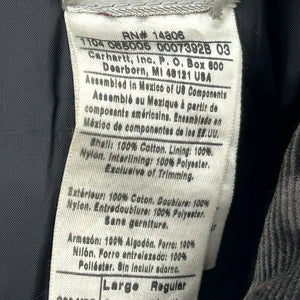 RN# 14806
1104 065005 00073925 03
Carhartt, Inc. P. O. Box 600
Dearborn, MI 48121 USA
Assembled in Mexico of US Components
Assemblé au Mexique à partir de
composants américains. Ensamblado en
México de componentes de los EE.UU.
Shell: 100% Cotton. Lining: 100%
Nylon. Interlining: 100% Polyester.
Exclusive of Trimming.
Extérieur: 100% Coton. Doublure: 100%
Nylon. Entredoublure: 100% Polyester.
Garniture non comprise.
Armazón: 100% Algodón. Forro: 100%
Nilón. Forro entrelazado: 100%
Poliéster. Sin incluir adorno.
Large Regular